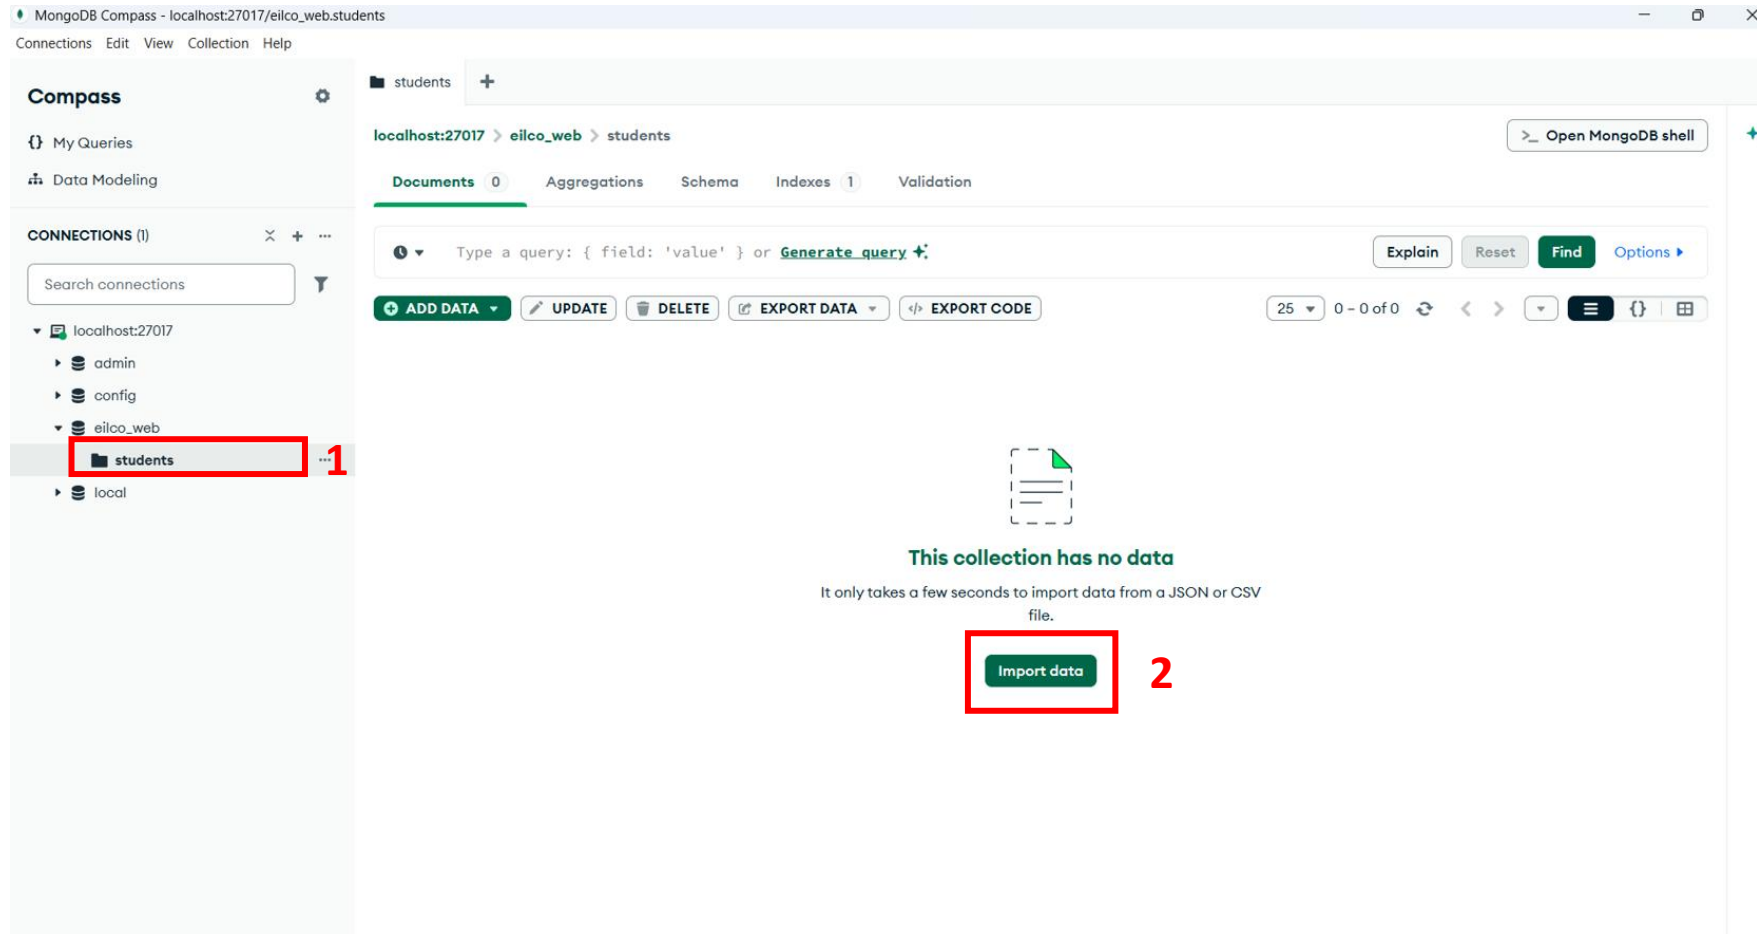 MongoDB Compass - localhost:27017/eilco_web.students
Connections Edit View Collection Help
Compass
{} My Queries
Data Modeling
CONNECTIONS (1)
Search connections
localhost:27017
admin
config
eilco_web
students
1
local
students
localhost:27017 > eilco_web > students
>_ Open MongoDB shell
Documents 0 Aggregations Schema Indexes 1 Validation
Type a query: { field: 'value' } or Generate query
Explain Reset Find Options
ADD DATA UPDATE DELETE EXPORT DATA </> EXPORT CODE
25 0 – 0 of 0 {}
This collection has no data
It only takes a few seconds to import data from a JSON or CSV
file.
Import data
2